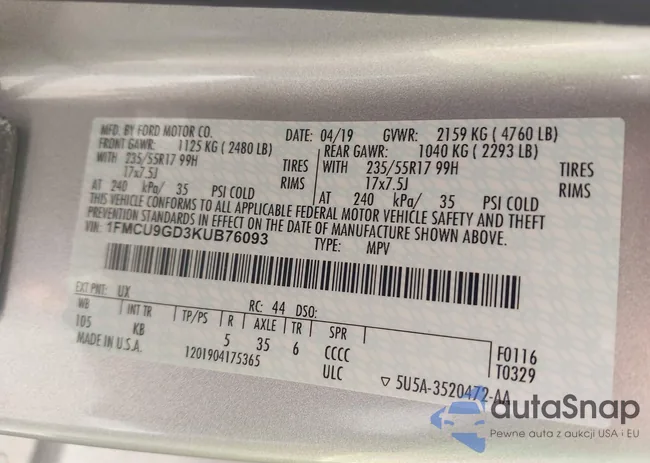 MFD. BY FORD MOTOR CO. DATE: 04/19 GVWR: 2159 KG ( 4760 LB)
FRONT GAWR: 1125 KG ( 2480 LB) REAR GAWR: 1040 KG ( 2293 LB)
WITH 235/55R17 99H TIRES WITH 235/55R17 99H TIRES
17x7.5J RIMS 17x7.5J RIMS
AT 240 kPa/ 35 PSI COLD AT 240 kPa/ 35 PSI COLD
THIS VEHICLE CONFORMS TO ALL APPLICABLE FEDERAL MOTOR VEHICLE SAFETY AND THEFT
PREVENTION STANDARDS IN EFFECT ON THE DATE OF MANUFACTURE SHOWN ABOVE.
VIN: 1FMCU9GD3KUB76093 TYPE: MPV
EXT PNT: UX RC: 44 DSO:
WB INT TR TP/PS R AXLE TR SPR
105 KB 5 35 6 CCCC F0116
MADE IN U.S.A. 1201904175365 ULC T0329
▽ 5U5A-3520472-AA
autaSnap
Pewne auta z aukcji USA i EU